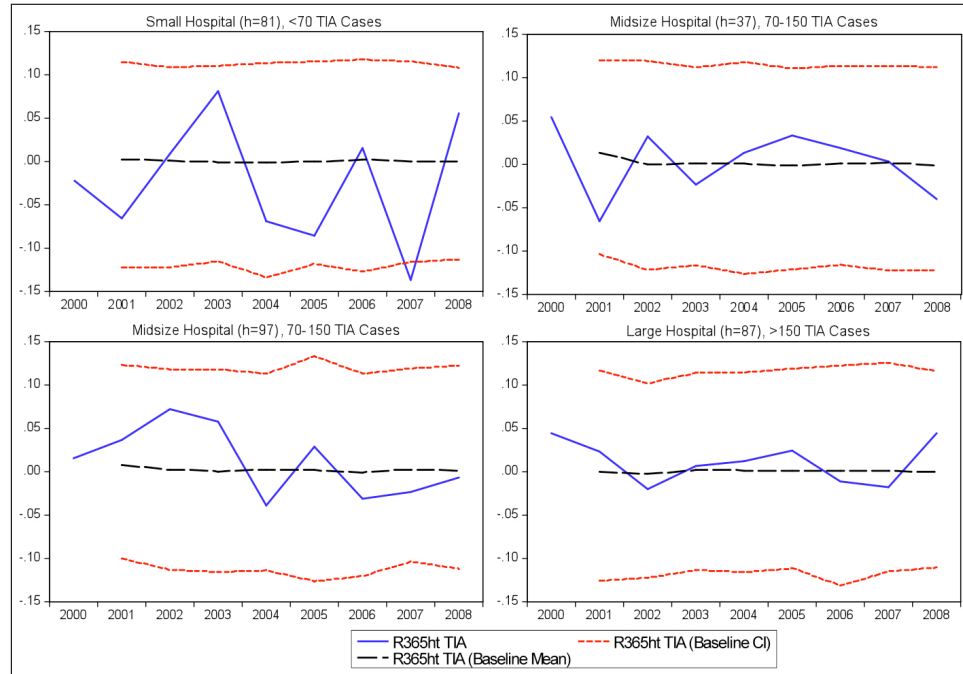 Small Hospital (h=81), <70 TIA Cases
.15
.10
.05
.00
-.05
-.10
-.15
2000 2001 2002 2003 2004 2005 2006 2007 2008
Midsize Hospital (h=37), 70-150 TIA Cases
.15
.10
.05
.00
-.05
-.10
-.15
2000 2001 2002 2003 2004 2005 2006 2007 2008
Midsize Hospital (h=97), 70-150 TIA Cases
.15
.10
.05
.00
-.05
-.10
-.15
2000 2001 2002 2003 2004 2005 2006 2007 2008
Large Hospital (h=87), >150 TIA Cases
.15
.10
.05
.00
-.05
-.10
-.15
2000 2001 2002 2003 2004 2005 2006 2007 2008
R365ht TIA
R365ht TIA (Baseline CI)
R365ht TIA (Baseline Mean)